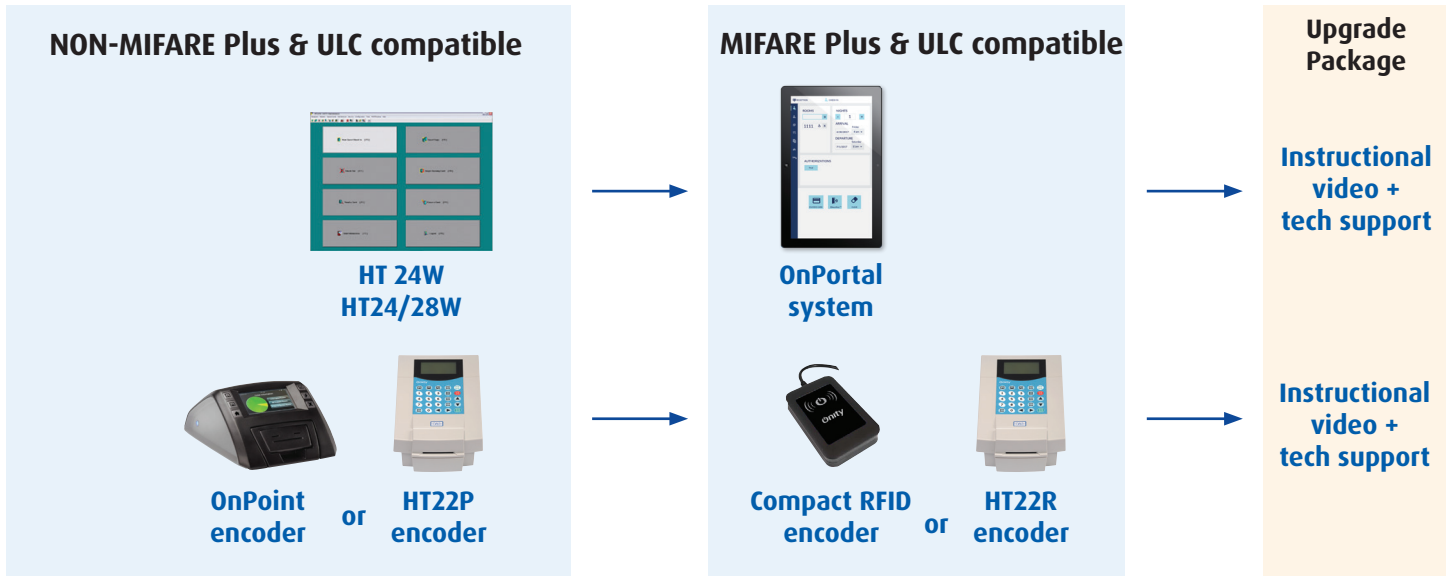 NON-MIFARE Plus & ULC compatible
MIFARE Plus & ULC compatible
Upgrade
Package
HT 24W
HT24/28W
OnPortal
system
Instructional
video +
tech support
OnPoint
encoder
or
HT22P
encoder
Onity
Compact RFID
encoder
or
HT22R
encoder
Instructional
video +
tech support